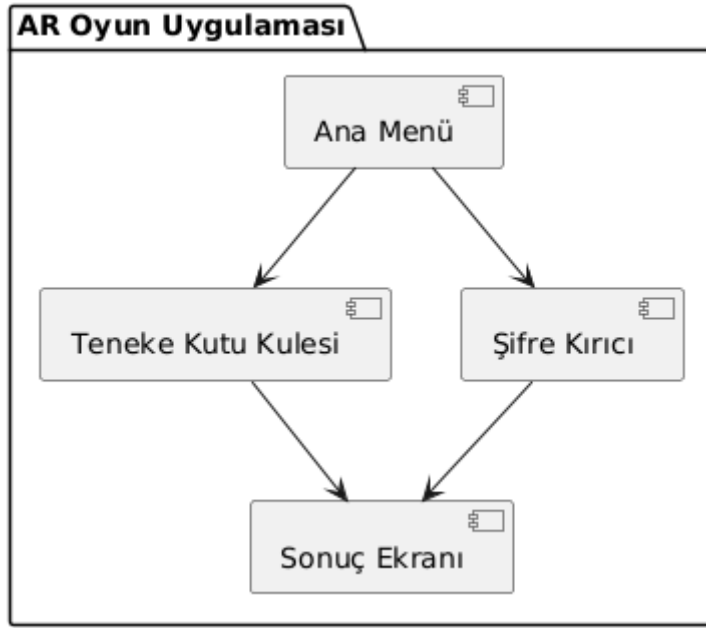 AR Oyun Uygulaması
Ana Menü
Teneke Kutu Kulesi
Şifre Kırıcı
Sonuç Ekranı